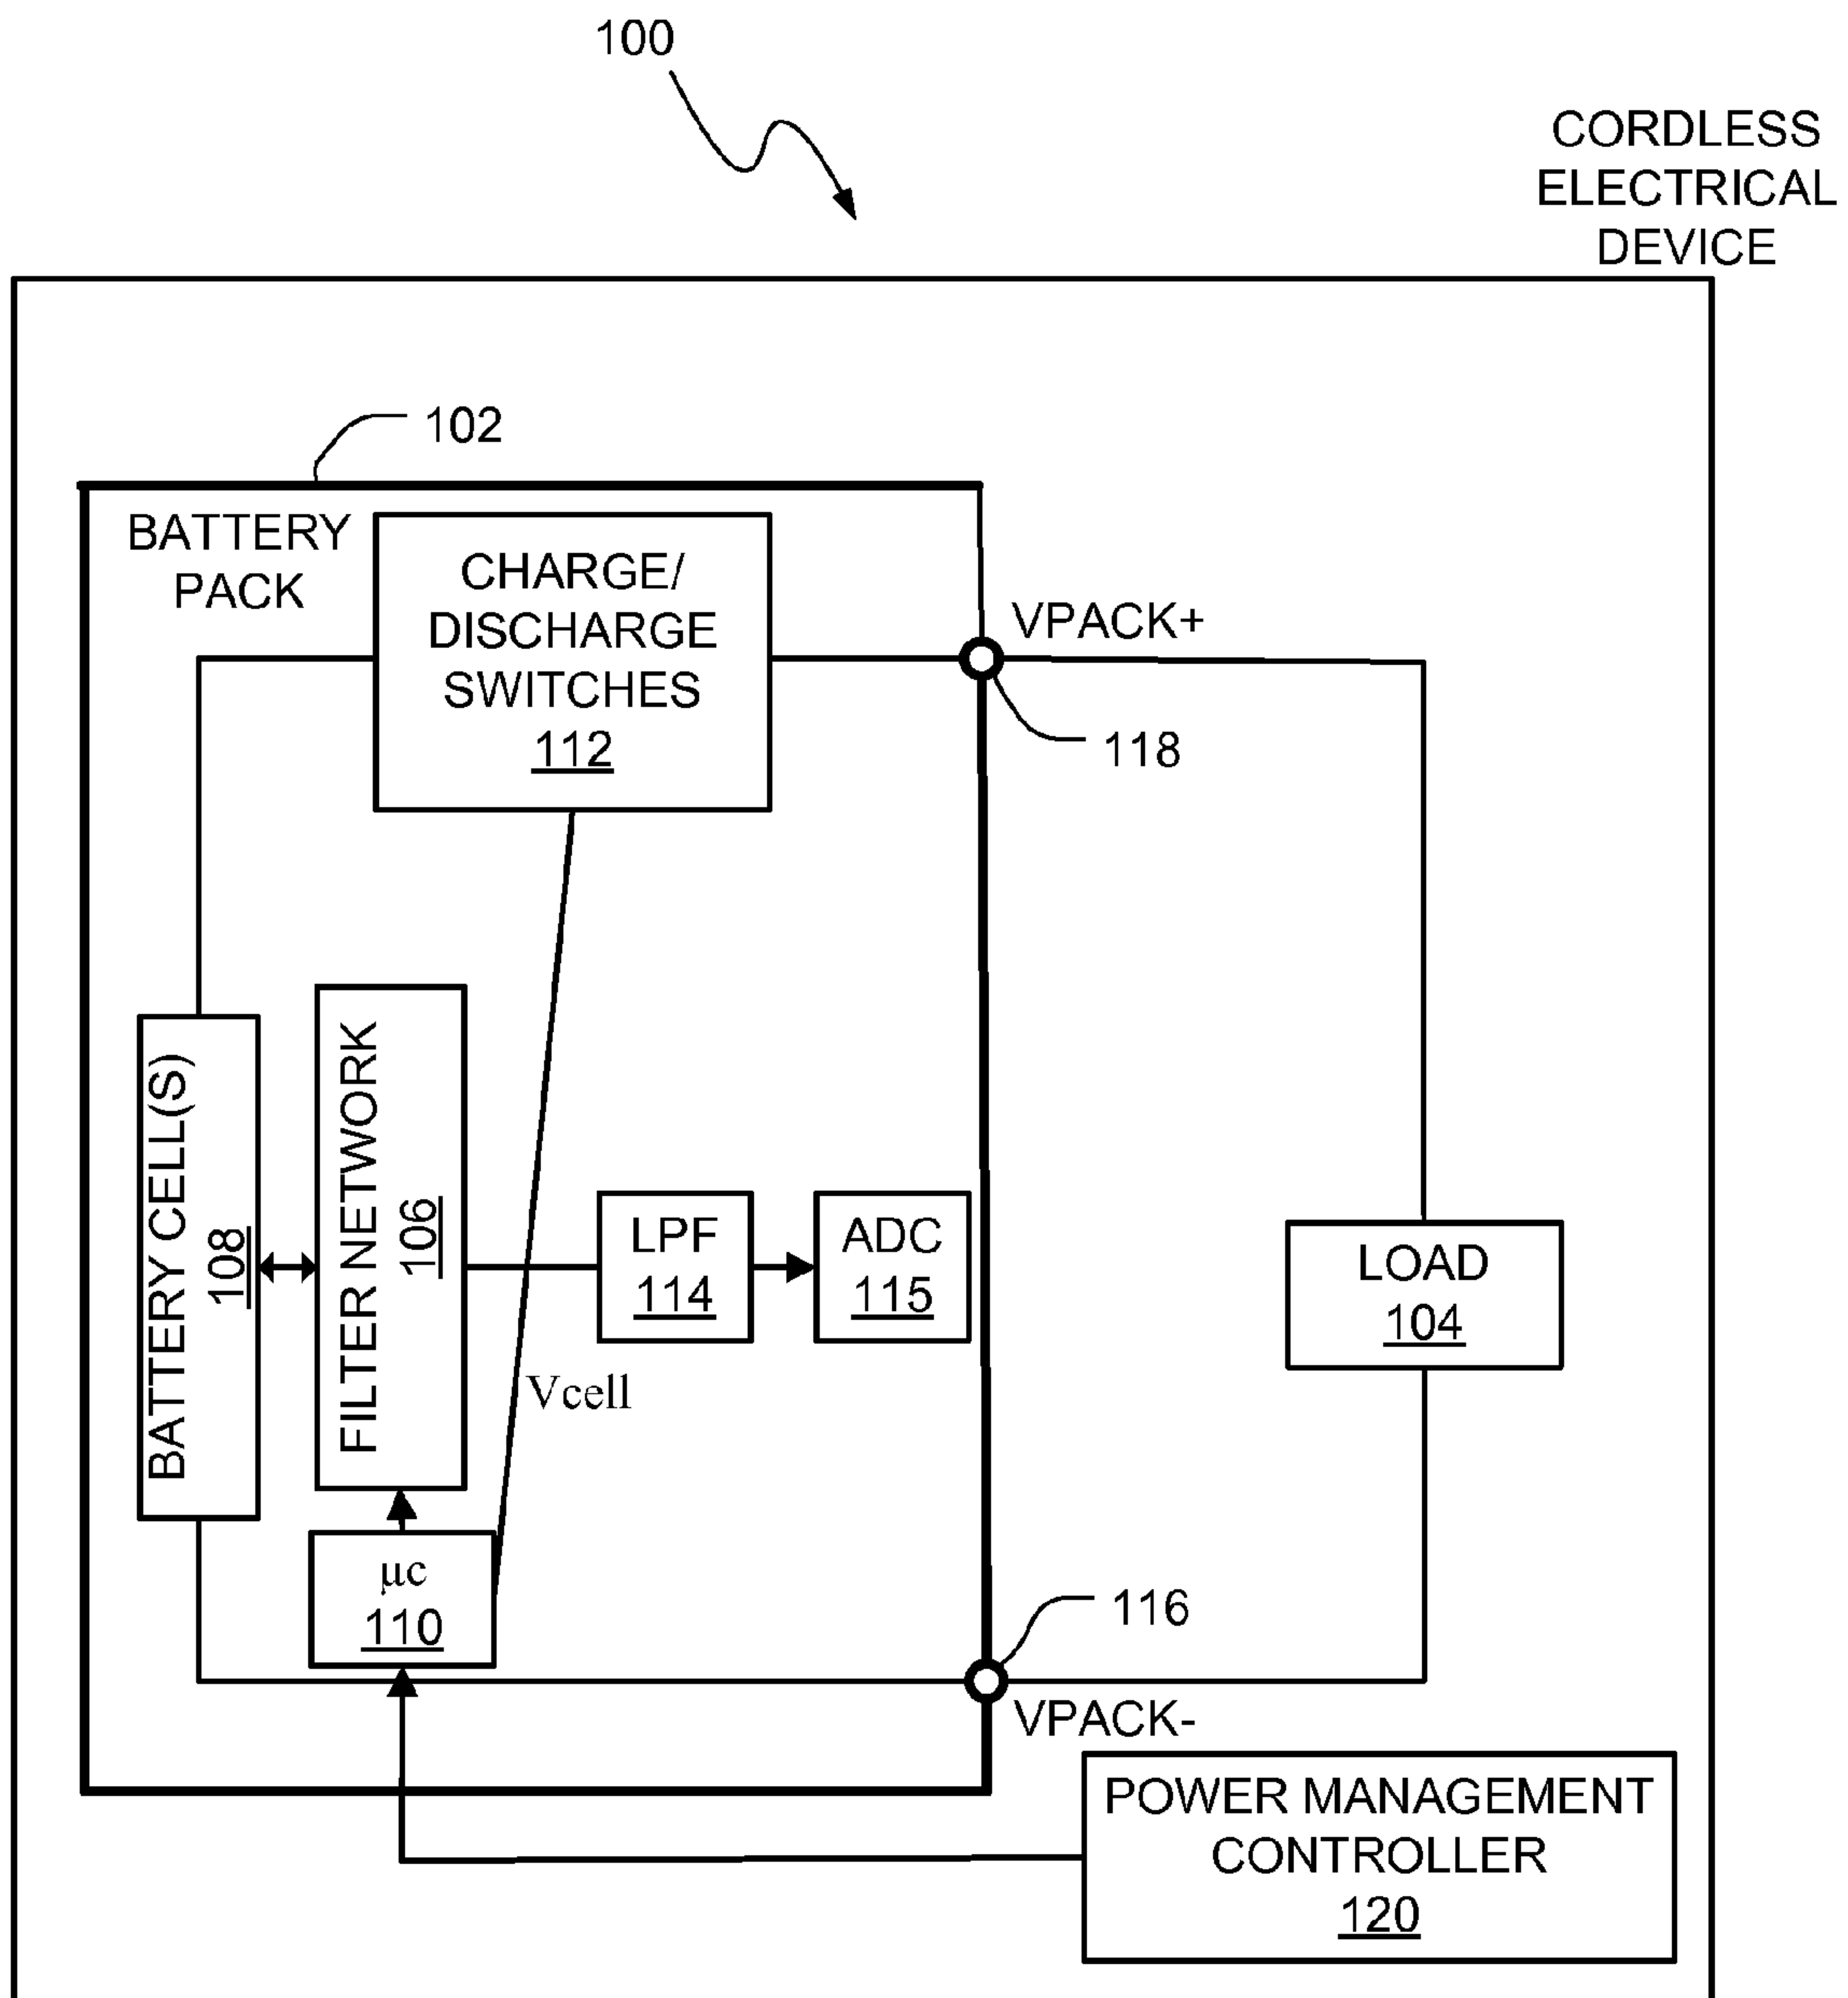 100
CORDLESS
ELECTRICAL
DEVICE
102
BATTERY
PACK
CHARGE/
DISCHARGE
SWITCHES
112
VPACK+
118
BATTERY CELL(S)
108
FILTER NETWORK
106
LPF
114
ADC
115
LOAD
104
Vcell
µc
110
116
VPACK-
POWER MANAGEMENT
CONTROLLER
120